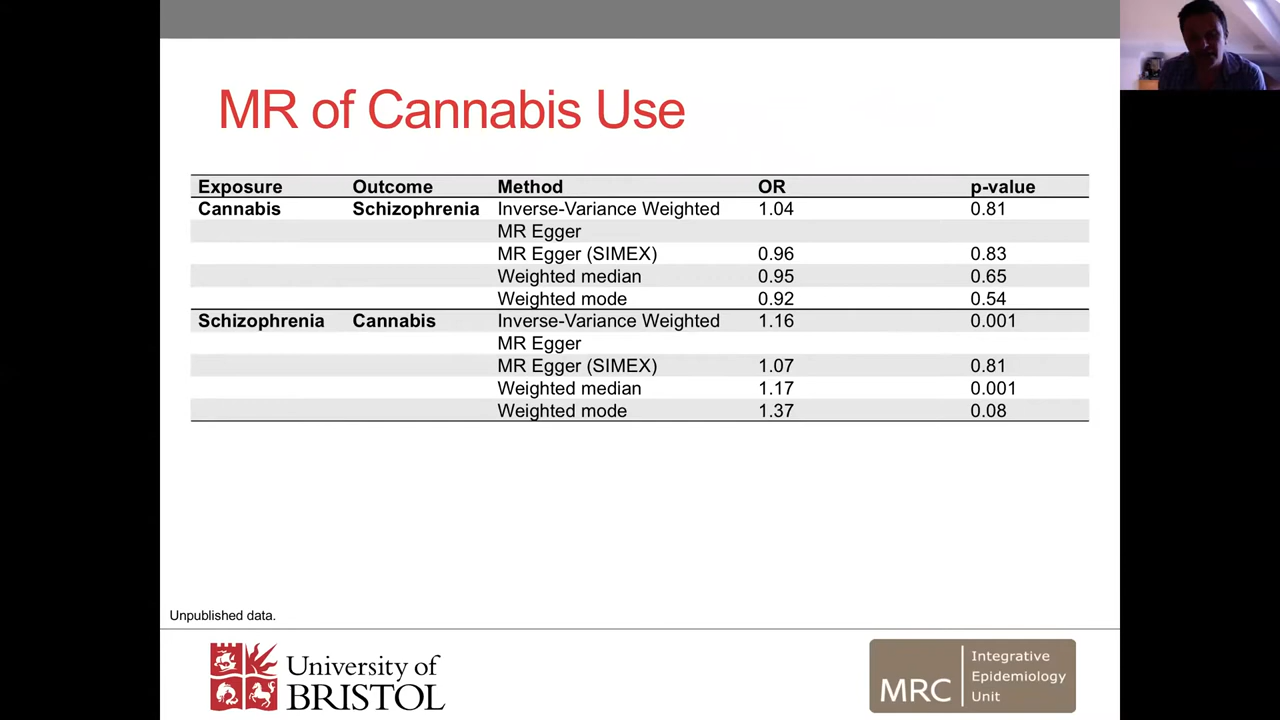 MR of Cannabis Use
Exposure Outcome Method OR p-value
Cannabis Schizophrenia Inverse-Variance Weighted 1.04 0.81
MR Egger
MR Egger (SIMEX) 0.96 0.83
Weighted median 0.95 0.65
Weighted mode 0.92 0.54
Schizophrenia Cannabis Inverse-Variance Weighted 1.16 0.001
MR Egger
MR Egger (SIMEX) 1.07 0.81
Weighted median 1.17 0.001
Weighted mode 1.37 0.08
Unpublished data.
University of
BRISTOL
MRC
Integrative
Epidemiology
Unit